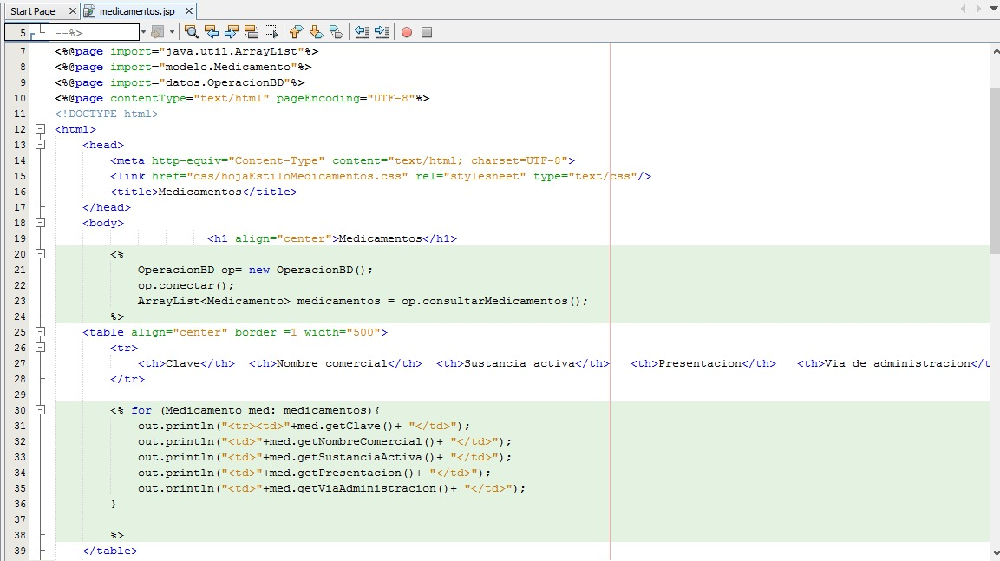 Start Page medicamentos.jsp
5 --%>
7 <%@page import="java.util.ArrayList"%>
8 <%@page import="modelo.Medicamento"%>
9 <%@page import="datos.OperacionBD"%>
10 <%@page contentType="text/html" pageEncoding="UTF-8"%>
11 <!DOCTYPE html>
12 <html>
13 <head>
14 <meta http-equiv="Content-Type" content="text/html; charset=UTF-8">
15 <link href="css/hojaEstiloMedicamentos.css" rel="stylesheet" type="text/css"/>
16 <title>Medicamentos</title>
17 </head>
18 <body>
19 <h1 align="center">Medicamentos</h1>
20 <%
21 OperacionBD op= new OperacionBD();
22 op.conectar();
23 ArrayList<Medicamento> medicamentos = op.consultarMedicamentos();
24 %>
25 <table align="center" border =1 width="500">
26 <tr>
27 <th>Clave</th> <th>Nombre comercial</th> <th>Sustancia activa</th> <th>Presentacion</th> <th>Via de administracion</t
28 </tr>
29
30 <% for (Medicamento med: medicamentos){
31 out.println("<tr><td>"+med.getClave()+ "</td>");
32 out.println("<td>"+med.getNombreComercial()+ "</td>");
33 out.println("<td>"+med.getSustanciaActiva()+ "</td>");
34 out.println("<td>"+med.getPresentacion()+ "</td>");
35 out.println("<td>"+med.getViaAdministracion()+ "</td>");
36 }
37
38 %>
39 </table>